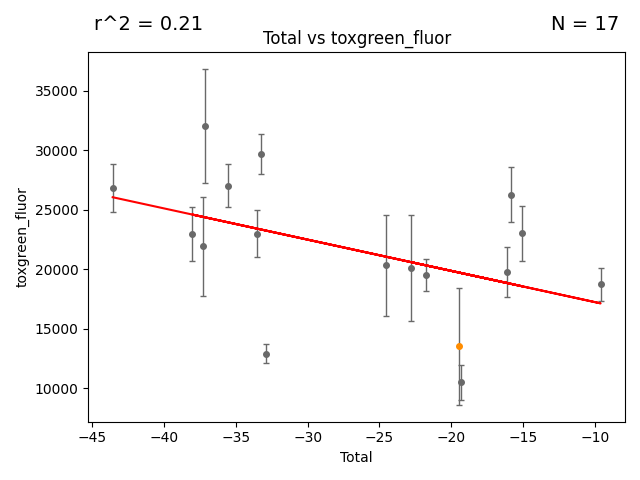 r^2 = 0.21
N = 17
Total vs toxgreen_fluor
35000
30000
25000
20000
15000
10000
toxgreen_fluor
−45
−40
−35
−30
−25
−20
−15
−10
Total